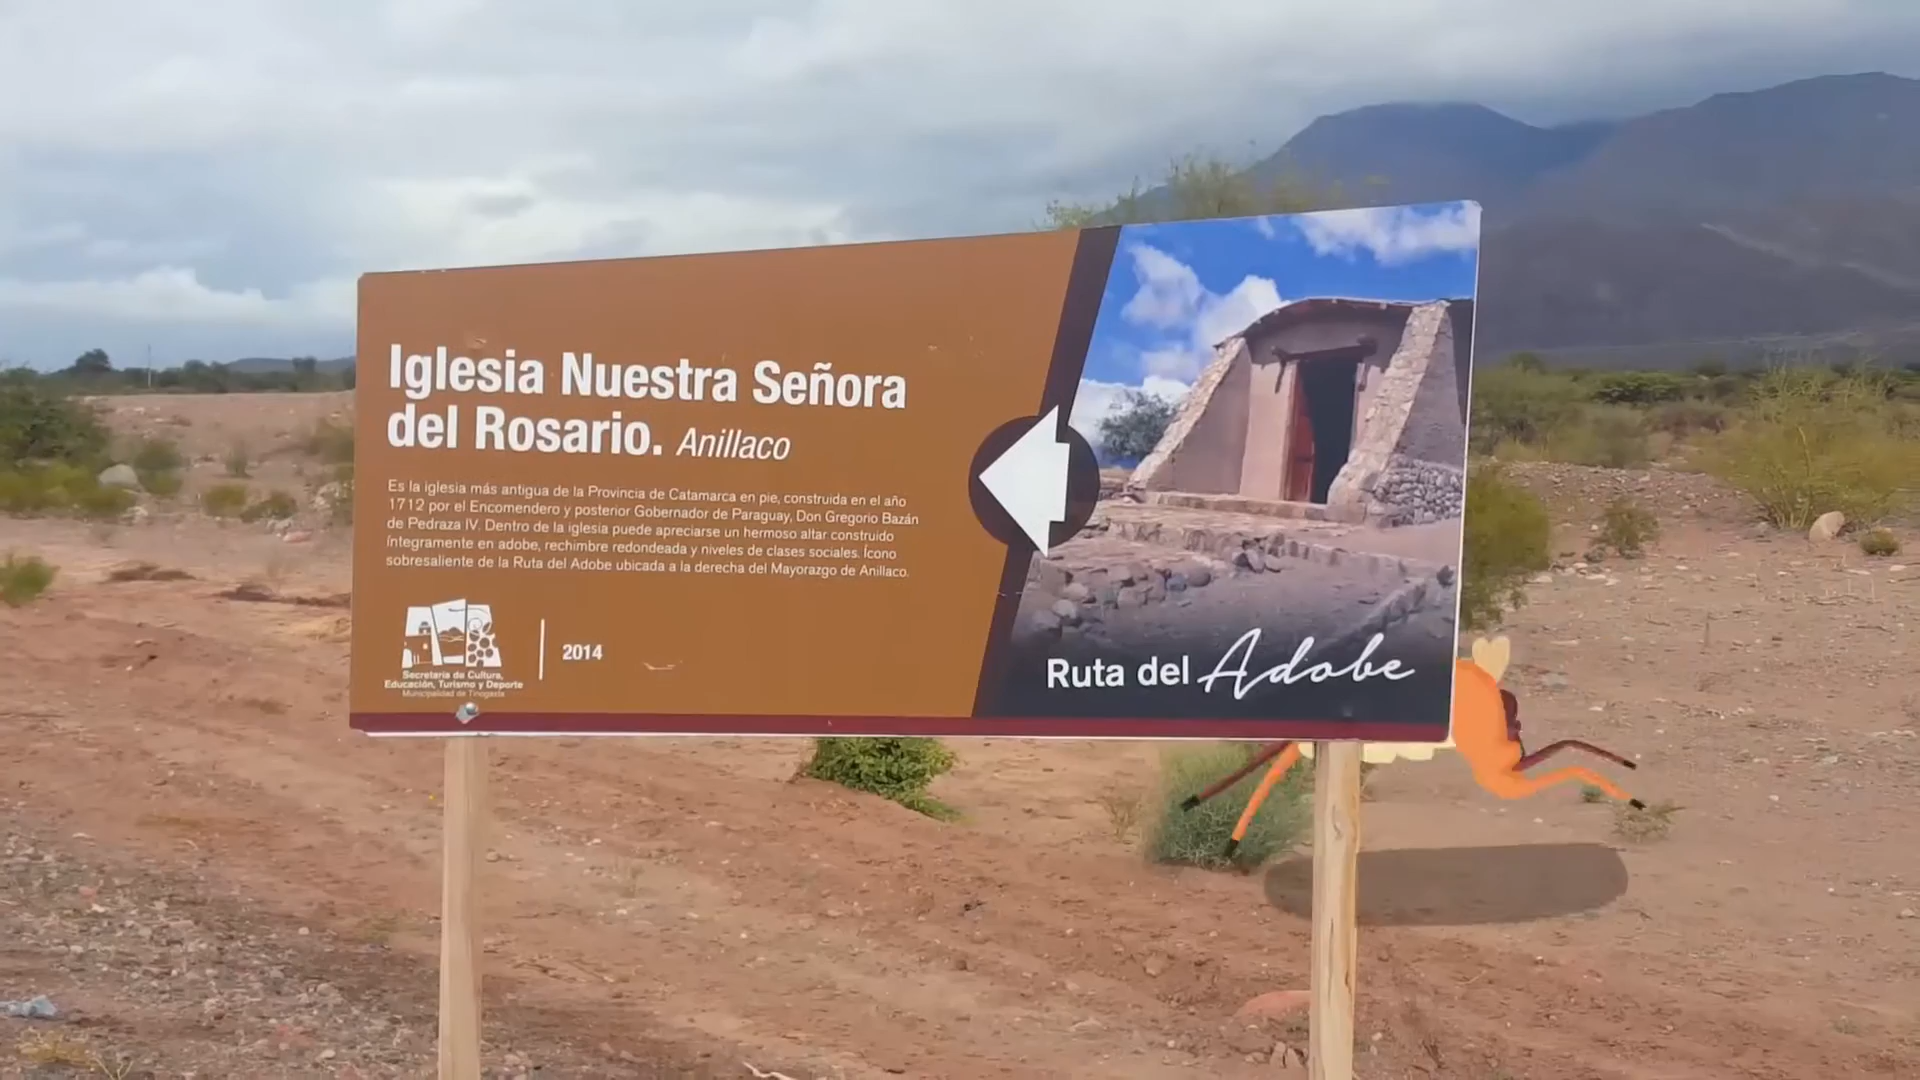 Iglesia Nuestra Señora
del Rosario. Anillaco
Es la iglesia más antigua de la Provincia de Catamarca en pie, construida en el año
1712 por el Encomendero y posterior Gobernador de Paraguay, Don Gregorio Bazán
de Pedraza IV. Dentro de la iglesia puede apreciarse un hermoso altar construido
íntegramente en adobe, rechimbre redondeada y niveles de clases sociales. Ícono
sobresaliente de la Ruta del Adobe ubicada a la derecha del Mayorazgo de Anillaco.
Secretaría de Cultura,
Educación, Turismo y Deporte
Municipalidad de Tinogasta
2014
Ruta del Adobe